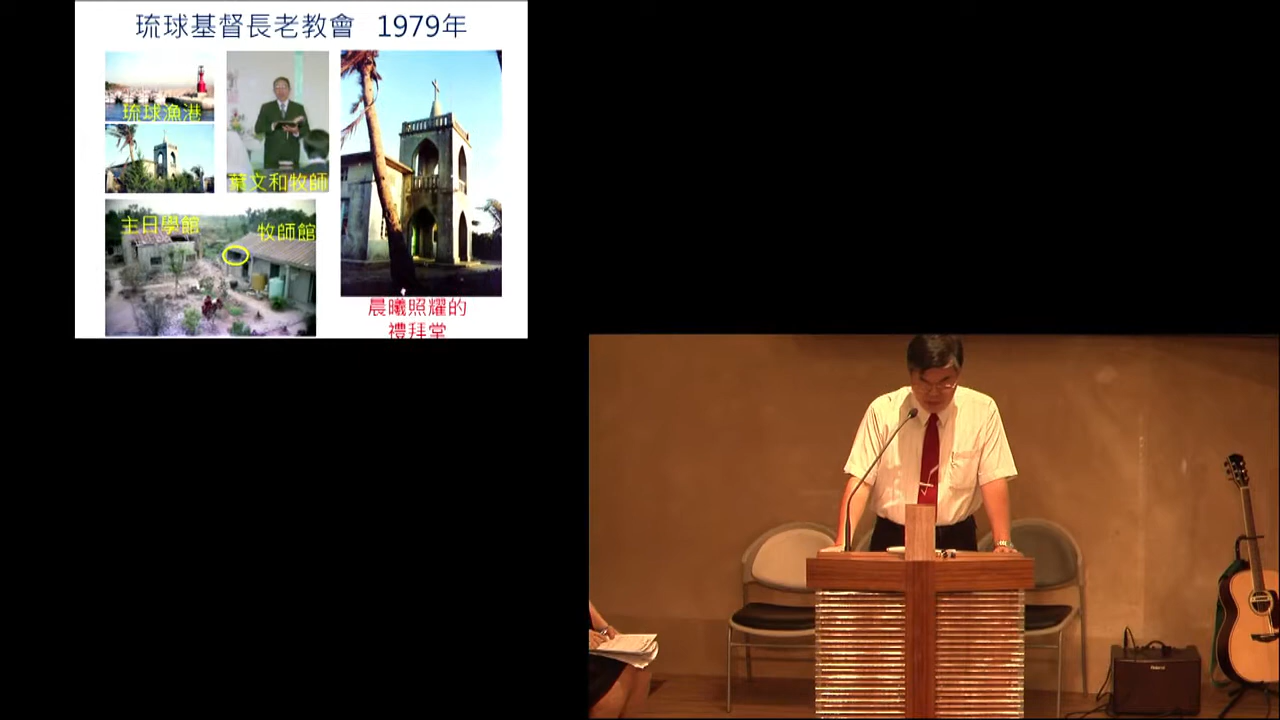 琉球基督長老教會 1979年
琉球漁港
葉文和牧師
主日學館
牧師館
晨曦照耀的
禮拜堂
Roland